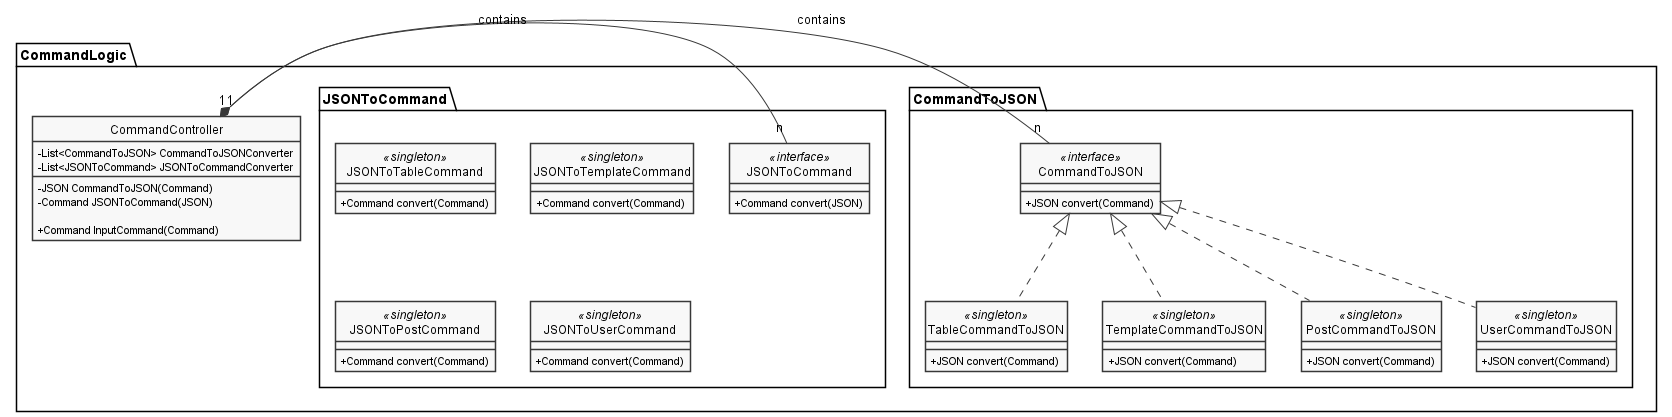 contains
contains
CommandLogic
11
CommandController
-List<CommandToJSON> CommandToJSONConverter
-List<JSONToCommand> JSONToCommandConverter
-JSON CommandToJSON(Command)
-Command JSONToCommand(JSON)
+Command InputCommand(Command)
JSONToCommand
n
«singleton»
JSONToTableCommand
+Command convert(Command)
«singleton»
JSONToTemplateCommand
+Command convert(Command)
«interface»
JSONToCommand
+Command convert(JSON)
«singleton»
JSONToPostCommand
+Command convert(Command)
«singleton»
JSONToUserCommand
+Command convert(Command)
CommandToJSON
n
«interface»
CommandToJSON
+JSON convert(Command)
«singleton»
TableCommandToJSON
+JSON convert(Command)
«singleton»
TemplateCommandToJSON
+JSON convert(Command)
«singleton»
PostCommandToJSON
+JSON convert(Command)
«singleton»
UserCommandToJSON
+JSON convert(Command)